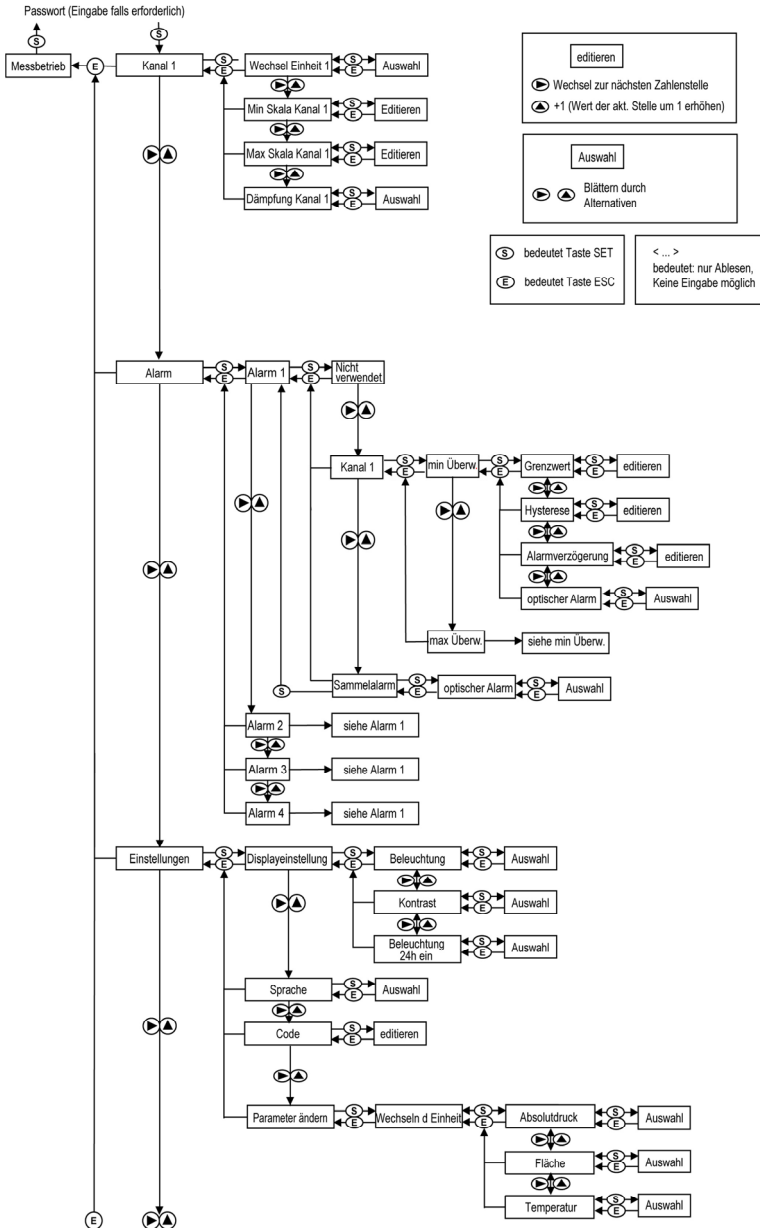 Passwort (Eingabe falls erforderlich)
S
S
Messbetrieb
E
Kanal 1
S
E
Wechsel Einheit 1
S
E
Auswahl
Min Skala Kanal 1
S
E
Editieren
Max Skala Kanal 1
S
E
Editieren
Dämpfung Kanal 1
S
E
Auswahl
editieren
Wechsel zur nächsten Zahlenstelle
+1 (Wert der akt. Stelle um 1 erhöhen)
Auswahl
Blättern durch
Alternativen
S bedeutet Taste SET
E bedeutet Taste ESC
< ... >
bedeutet: nur Ablesen,
Keine Eingabe möglich
Alarm
S
E
Alarm 1
S
E
Nicht
verwendet
Kanal 1
S
E
min Überw.
S
E
Grenzwert
S
E
editieren
Hysterese
S
E
editieren
Alarmverzögerung
S
E
editieren
optischer Alarm
S
E
Auswahl
max Überw.
siehe min Überw.
S
Sammelalarm
S
E
optischer Alarm
S
E
Auswahl
Alarm 2
siehe Alarm 1
Alarm 3
siehe Alarm 1
Alarm 4
siehe Alarm 1
Einstellungen
S
E
Displayeinstellung
S
E
Beleuchtung
S
E
Auswahl
Kontrast
S
E
Auswahl
Beleuchtung
24h ein
S
E
Auswahl
Sprache
S
E
Auswahl
Code
S
E
editieren
Parameter ändern
S
E
Wechseln d Einheit
S
E
Absolutdruck
S
E
Auswahl
Fläche
S
E
Auswahl
Temperatur
S
E
Auswahl
E